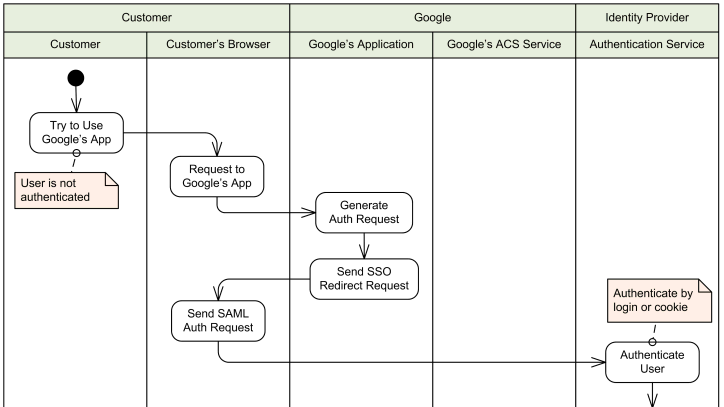 Customer
Google
Identity Provider
Customer
Customer's Browser
Google's Application
Google's ACS Service
Authentication Service
Try to Use
Google's App
User is not
authenticated
Request to
Google's App
Generate
Auth Request
Send SSO
Redirect Request
Send SAML
Auth Request
Authenticate by
login or cookie
Authenticate
User